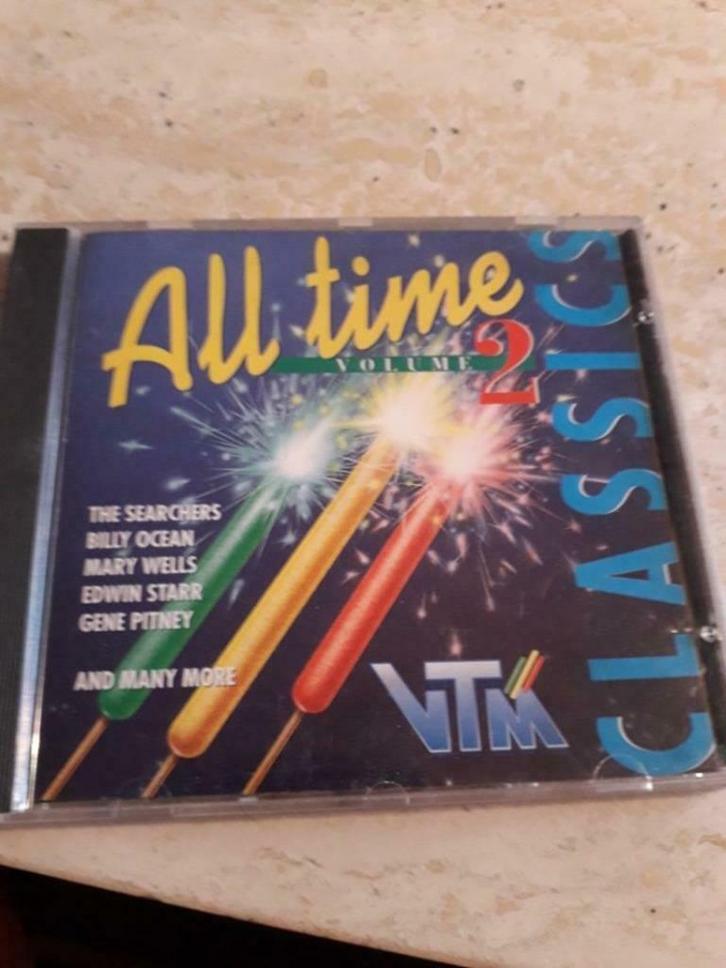 All time
VOLUME 2
CLASSICS
THE SEARCHERS
BILLY OCEAN
MARY WELLS
EDWIN STARR
GENE PITNEY
AND MANY MORE
VTM